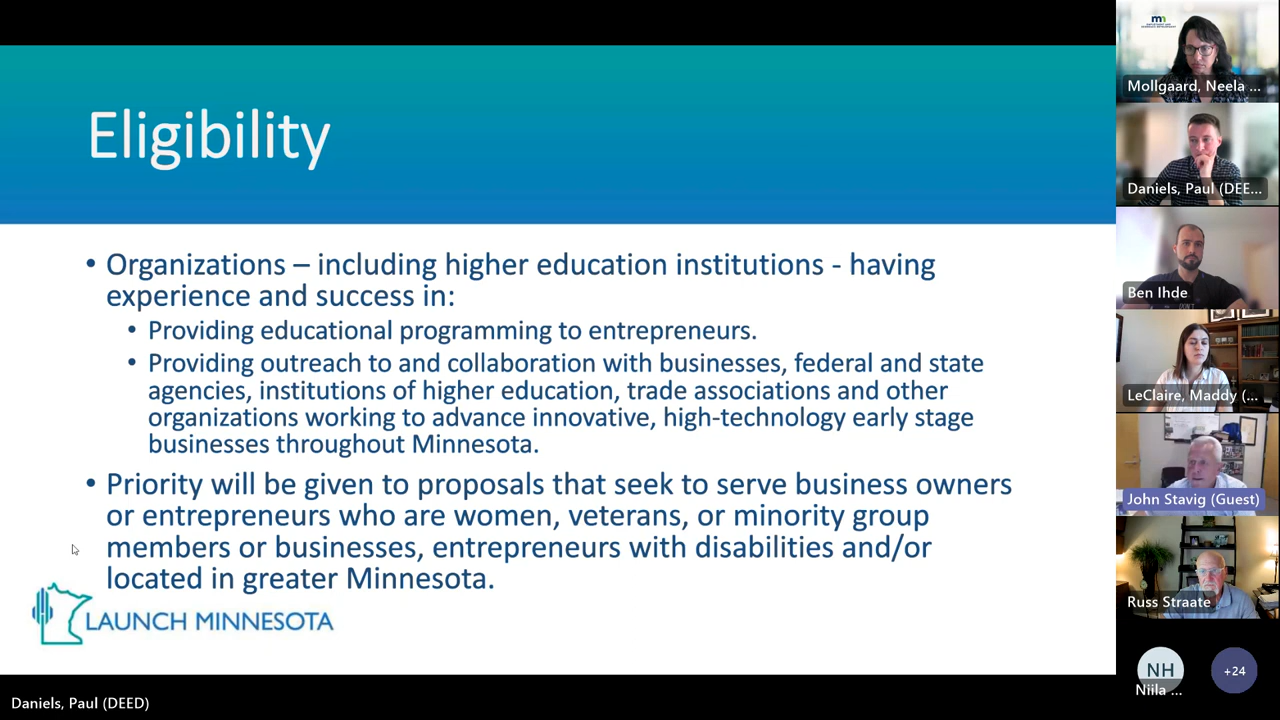 Eligibility
• Organizations – including higher education institutions - having
experience and success in:
• Providing educational programming to entrepreneurs.
• Providing outreach to and collaboration with businesses, federal and state
agencies, institutions of higher education, trade associations and other
organizations working to advance innovative, high-technology early stage
businesses throughout Minnesota.
• Priority will be given to proposals that seek to serve business owners
or entrepreneurs who are women, veterans, or minority group
members or businesses, entrepreneurs with disabilities and/or
located in greater Minnesota.
LAUNCH MINNESOTA
Daniels, Paul (DEED)
mn
Mollgaard, Neela ...
Daniels, Paul (DEE...
Ben Ihde
LeClaire, Maddy (...
John Stavig (Guest)
Russ Straate
NH
Niila ...
+24